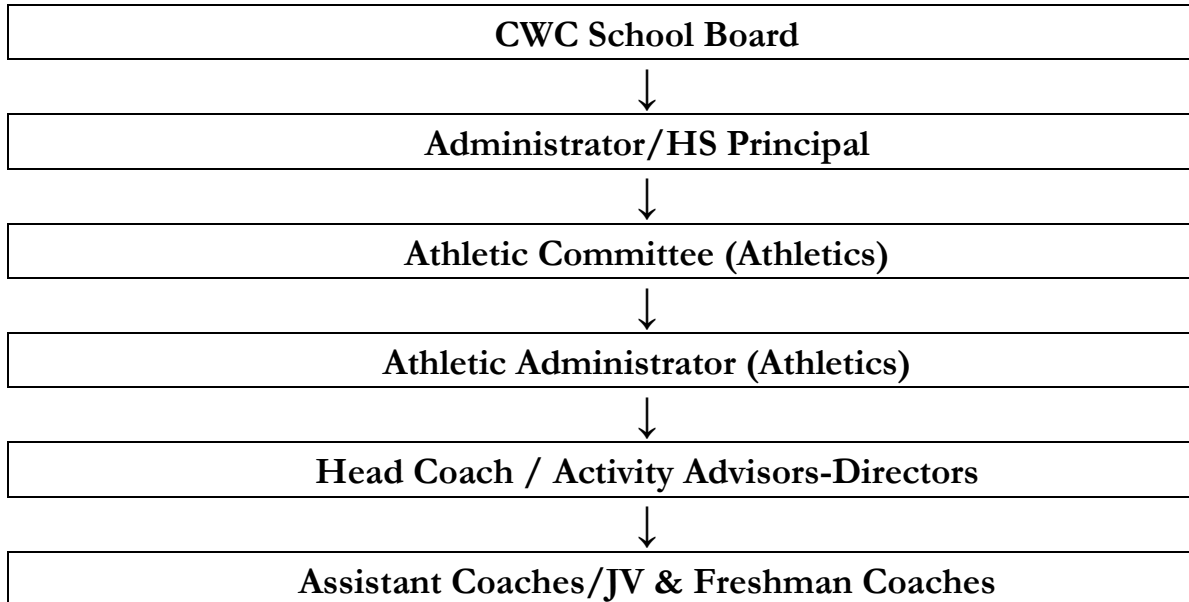 CWC School Board
↓
Administrator/HS Principal
↓
Athletic Committee (Athletics)
↓
Athletic Administrator (Athletics)
↓
Head Coach / Activity Advisors-Directors
↓
Assistant Coaches/JV & Freshman Coaches